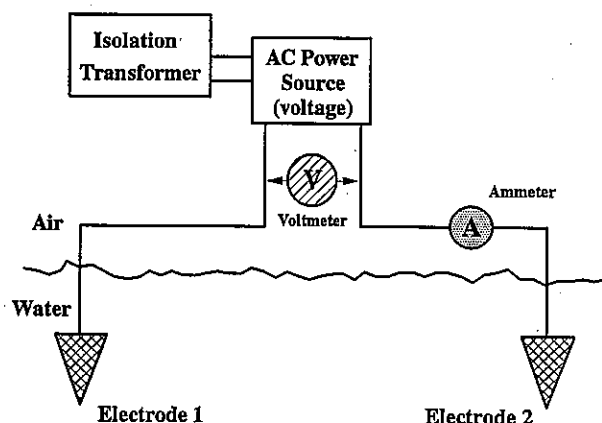 Isolation
Transformer
AC Power
Source
(voltage)
V
Voltmeter
Ammeter
A
Air
Water
Electrode 1
Electrode 2